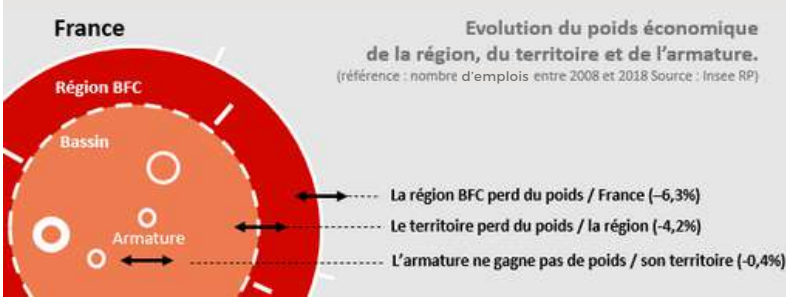 France
Evolution du poids économique
de la région, du territoire et de l'armature.
(référence : nombre d'emplois entre 2008 et 2018 Source : Insee RP)
Région BFC
Bassin
Armature
La région BFC perd du poids / France (–6,3%)
Le territoire perd du poids / la région (-4,2%)
L'armature ne gagne pas de poids / son territoire (-0,4%)